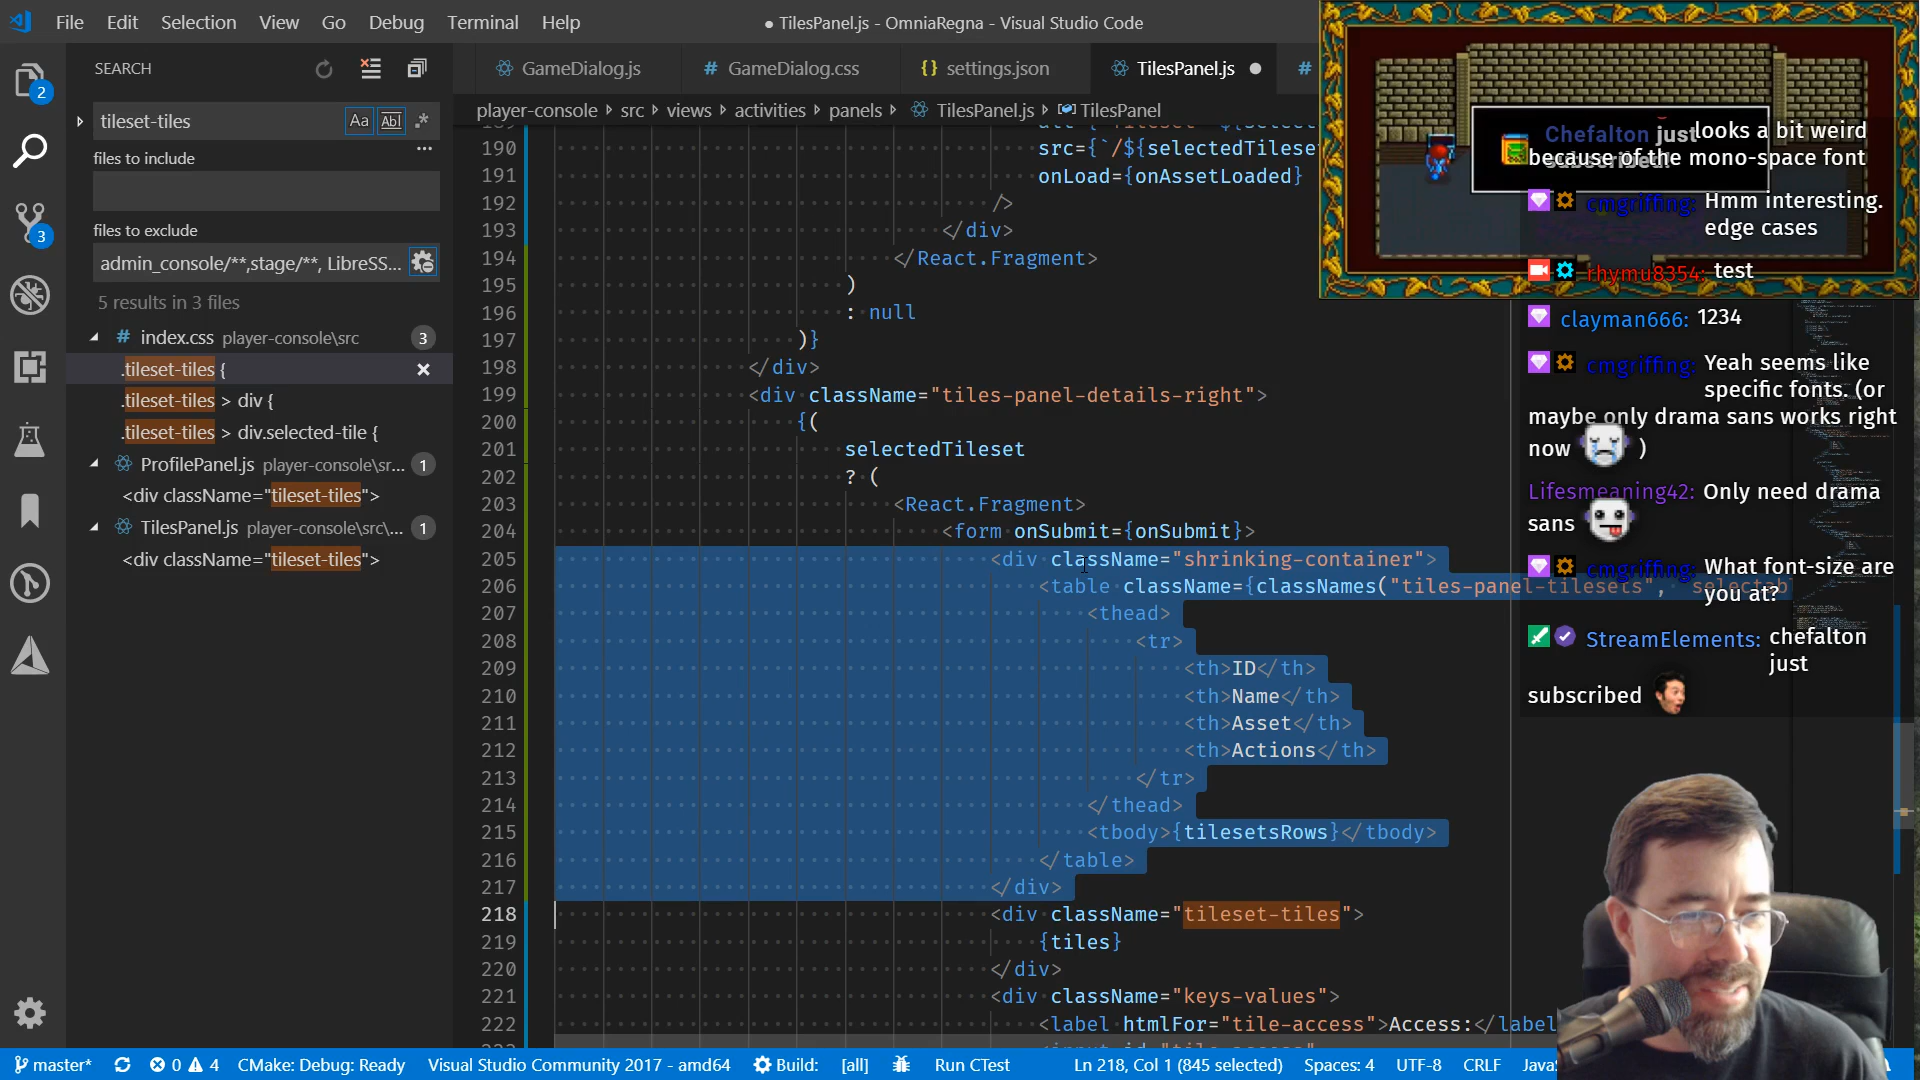 File Edit Selection View Go Debug Terminal Help
● TilesPanel.js - OmniaRegna - Visual Studio Code
SEARCH
tileset-tiles
Aa Abl .*
files to include
...
files to exclude
admin_console/**,stage/**, LibreSS...
5 results in 3 files
index.css player-console\src 3
.tileset-tiles {
.tileset-tiles > div {
.tileset-tiles > div.selected-tile {
ProfilePanel.js player-console\sr... 1
<div className="tileset-tiles">
TilesPanel.js player-console\src\... 1
<div className="tileset-tiles">
2
3
GameDialog.js # GameDialog.css {} settings.json TilesPanel.js ● #
player-console › src › views › activities › panels › TilesPanel.js › TilesPanel
190 src={`/${selectedTileset
191 onLoad={onAssetLoaded}
192 />
193 </div>
194 </React.Fragment>
195 )
196 : null
197 )}
198 </div>
199 <div className="tiles-panel-details-right">
200 {(
201 selectedTileset
202 ? (
203 <React.Fragment>
204 <form onSubmit={onSubmit}>
205 <div className="shrinking-container">
206 <table className={classNames("tiles-panel-tilesets", "selectab
207 <thead>
208 <tr>
209 <th>ID</th>
210 <th>Name</th>
211 <th>Asset</th>
212 <th>Actions</th>
213 </tr>
214 </thead>
215 <tbody>{tilesetsRows}</tbody>
216 </table>
217 </div>
218 <div className="tileset-tiles">
219 {tiles}
220 </div>
221 <div className="keys-values">
222 <label htmlFor="tile-access">Access:</label
Chefalton just
subscribed!
looks a bit weird
because of the mono-space font
cmgriffing: Hmm interesting.
edge cases
rhymu8354: test
clayman666: 1234
cmgriffing: Yeah seems like
specific fonts. (or
maybe only drama sans works right
now )
Lifesmeaning42: Only need drama
sans
cmgriffing: What font-size are
you at?
StreamElements: chefalton
just
subscribed
master* 0 4 CMake: Debug: Ready Visual Studio Community 2017 - amd64 Build: [all] Run CTest Ln 218, Col 1 (845 selected) Spaces: 4 UTF-8 CRLF